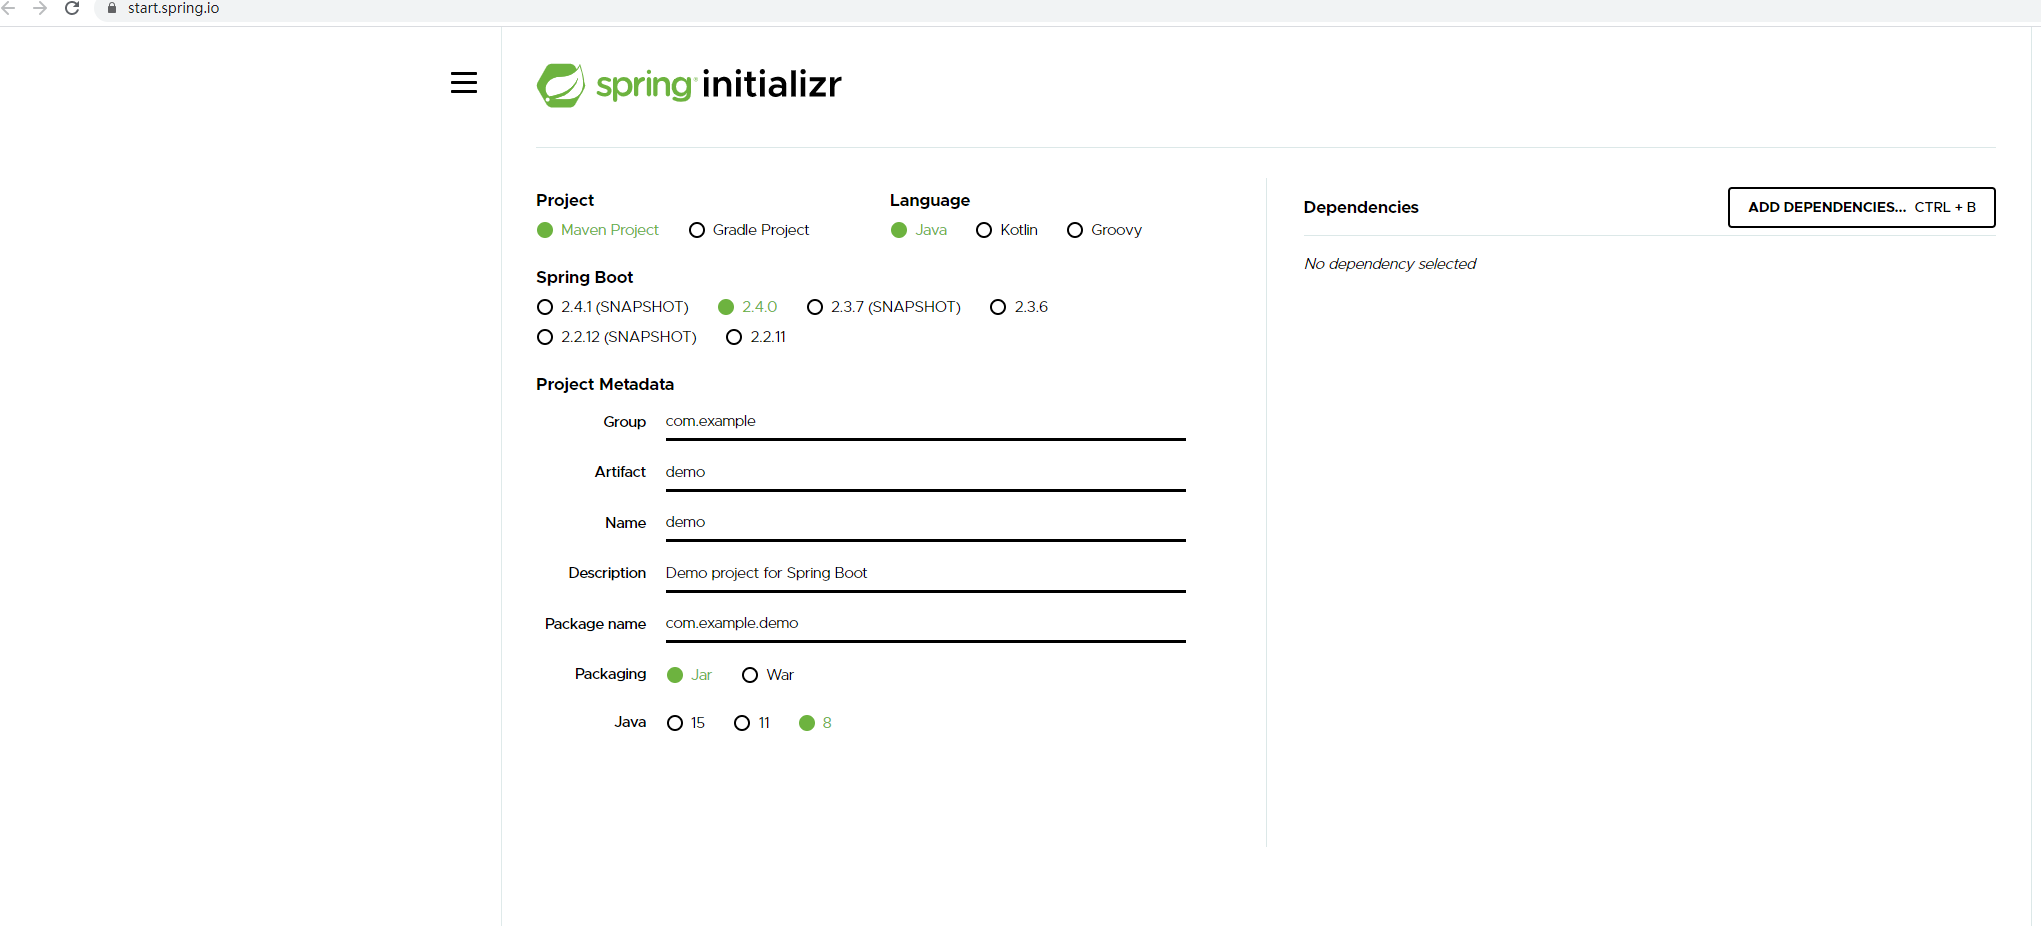 start.spring.io
spring initializr
Project
Maven Project Gradle Project
Language
Java Kotlin Groovy
Spring Boot
2.4.1 (SNAPSHOT) 2.4.0 2.3.7 (SNAPSHOT) 2.3.6
2.2.12 (SNAPSHOT) 2.2.11
Project Metadata
Group com.example
Artifact demo
Name demo
Description Demo project for Spring Boot
Package name com.example.demo
Packaging Jar War
Java 15 11 8
Dependencies
ADD DEPENDENCIES... CTRL + B
No dependency selected